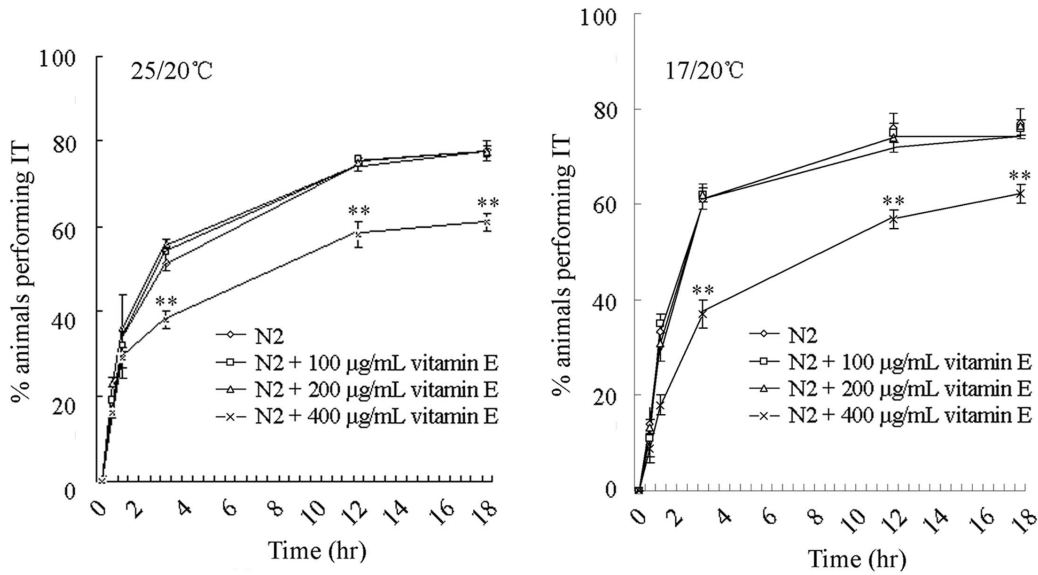 100
80
60
40
20
0
% animals performing IT
25/20℃
**
**
**
N2
N2 + 100 μg/mL vitamin E
N2 + 200 μg/mL vitamin E
N2 + 400 μg/mL vitamin E
0 2 4 6 8 10 12 14 16 18
Time (hr)
100
80
60
40
20
0
% animals performing IT
17/20℃
**
**
**
N2
N2 + 100 μg/mL vitamin E
N2 + 200 μg/mL vitamin E
N2 + 400 μg/mL vitamin E
0 2 4 6 8 10 12 14 16 18
Time (hr)